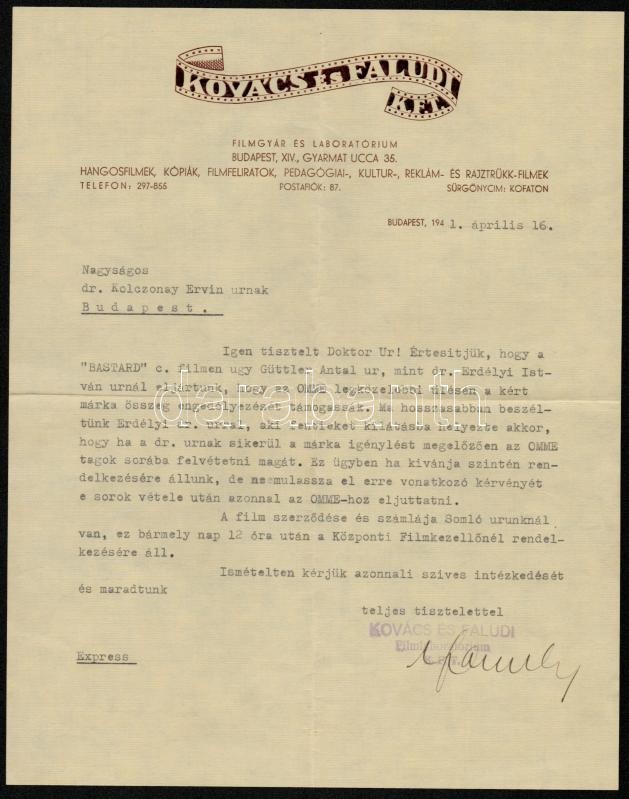 KOVÁCS ÉS FALUDI
K.F.T.
FILMGYÁR ÉS LABORATÓRIUM
BUDAPEST, XIV., GYARMAT UCCA 35.
HANGOSFILMEK, KÓPIÁK, FILMFELIRATOK, PEDAGÓGIAI-, KULTUR-, REKLÁM- ÉS RAJZTRÜKK-FILMEK
TELEFON: 297-855 POSTAFIÓK: 87. SÜRGÖNYCIM: KOFATON
BUDAPEST, 194 1. április 16.
Nagyságos
dr. Kolczonay Ervin urnak
Budapest.
Igen tisztelt Doktor Ur! Értesitjük, hogy a
"BASTARD" c. filmen ugy Güttler Antal ur, mint dr. Erdélyi Ist-
ván urnál eljártunk, hogy az OMME legközelebbi ülésen a kért
márka összeg engedélyezését támogassák. Ma hosszasabban beszél-
tünk Erdélyi dr. urral, aki fentieket kilátásba helyezte akkor,
hogy ha a dr. urnak sikerül a márka igénylést megelőzően az OMME
tagok sorába felvétetni magát. Ez ügyben ha kivánja szintén ren-
delkezésére állunk, de neemulassza el erre vonatkozó kérvényét
e sorok vétele után azonnal az OMME-hoz eljuttatni.
A film szerződése és számlája Somló urunknál
van, ez bármely nap 12 óra után a Központi Filmkezellőnél rendel-
kezésére áll.
Ismételten kérjük azonnali szives intézkedését
és maradtunk
teljes tisztelettel
KOVÁCS ÉS FALUDI
Filmlaboratórium
K.F.T.
Express
darabanth